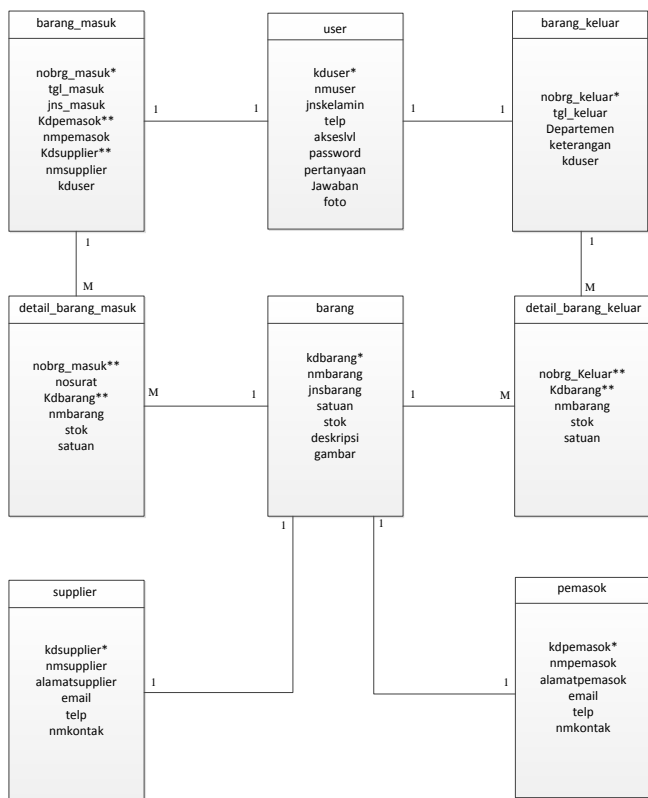 barang_masuk
nobrg_masuk*
tgl_masuk
jns_masuk
Kdpemasok**
nmpemasok
Kdsupplier**
nmsupplier
kduser
1
1
user
kduser*
nmuser
jnskelamin
telp
akseslvl
password
pertanyaan
Jawaban
foto
1
1
barang_keluar
nobrg_keluar*
tgl_keluar
Departemen
keterangan
kduser
1
M
1
M
detail_barang_masuk
nobrg_masuk**
nosurat
Kdbarang**
nmbarang
stok
satuan
M
1
barang
kdbarang*
nmbarang
jnsbarang
satuan
stok
deskripsi
gambar
1
M
detail_barang_keluar
nobrg_Keluar**
Kdbarang**
nmbarang
stok
satuan
1
1
supplier
kdsupplier*
nmsupplier
alamatsupplier
email
telp
nmkontak
1
1
pemasok
kdpemasok*
nmpemasok
alamatpemasok
email
telp
nmkontak